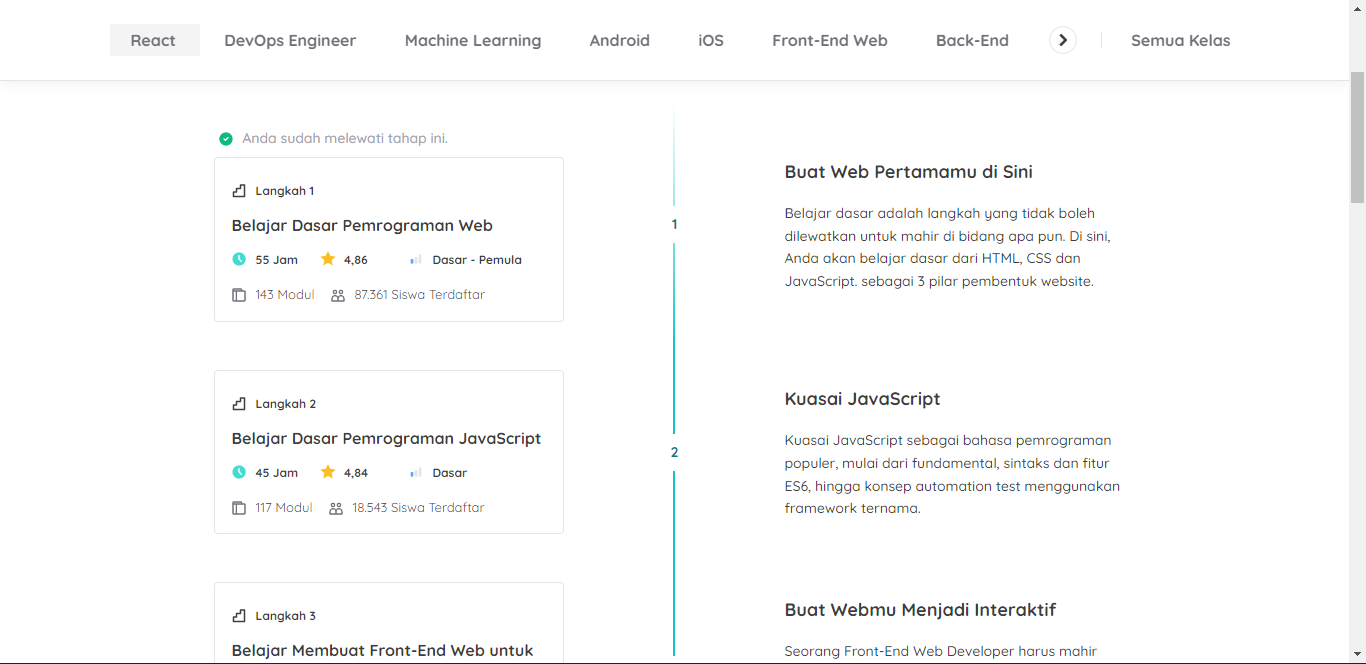 React DevOps Engineer Machine Learning Android iOS Front-End Web Back-End Semua Kelas
Anda sudah melewati tahap ini.
Langkah 1
Belajar Dasar Pemrograman Web
55 Jam 4,86 Dasar - Pemula
143 Modul 87.361 Siswa Terdaftar
1
Buat Web Pertamamu di Sini
Belajar dasar adalah langkah yang tidak boleh
dilewatkan untuk mahir di bidang apa pun. Di sini,
Anda akan belajar dasar dari HTML, CSS dan
JavaScript. sebagai 3 pilar pembentuk website.
Langkah 2
Belajar Dasar Pemrograman JavaScript
45 Jam 4,84 Dasar
117 Modul 18.543 Siswa Terdaftar
2
Kuasai JavaScript
Kuasai JavaScript sebagai bahasa pemrograman
populer, mulai dari fundamental, sintaks dan fitur
ES6, hingga konsep automation test menggunakan
framework ternama.
Langkah 3
Belajar Membuat Front-End Web untuk
Buat Webmu Menjadi Interaktif
Seorang Front-End Web Developer harus mahir